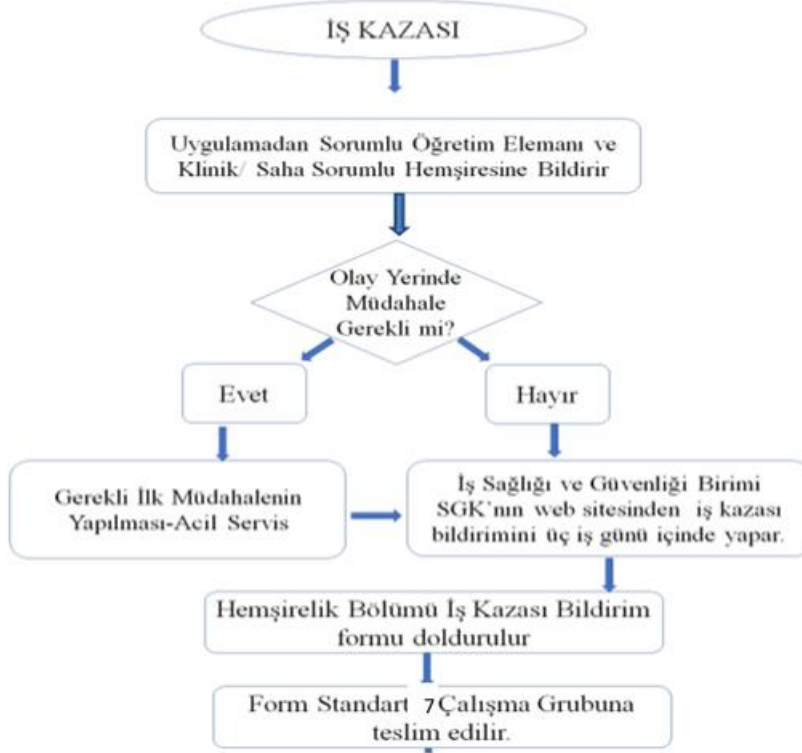 İŞ KAZASI
Uygulamadan Sorumlu Öğretim Elemanı ve
Klinik/ Saha Sorumlu Hemşiresine Bildirir
Olay Yerinde
Müdahale
Gerekli mi?
Evet
Hayır
Gerekli İlk Müdahalenin
Yapılması-Acil Servis
İş Sağlığı ve Güvenliği Birimi
SGK'nın web sitesinden iş kazası
bildirimini üç iş günü içinde yapar.
Hemşirelik Bölümü İş Kazası Bildirim
formu doldurulur
Form Standart 7 Çalışma Grubuna
teslim edilir.